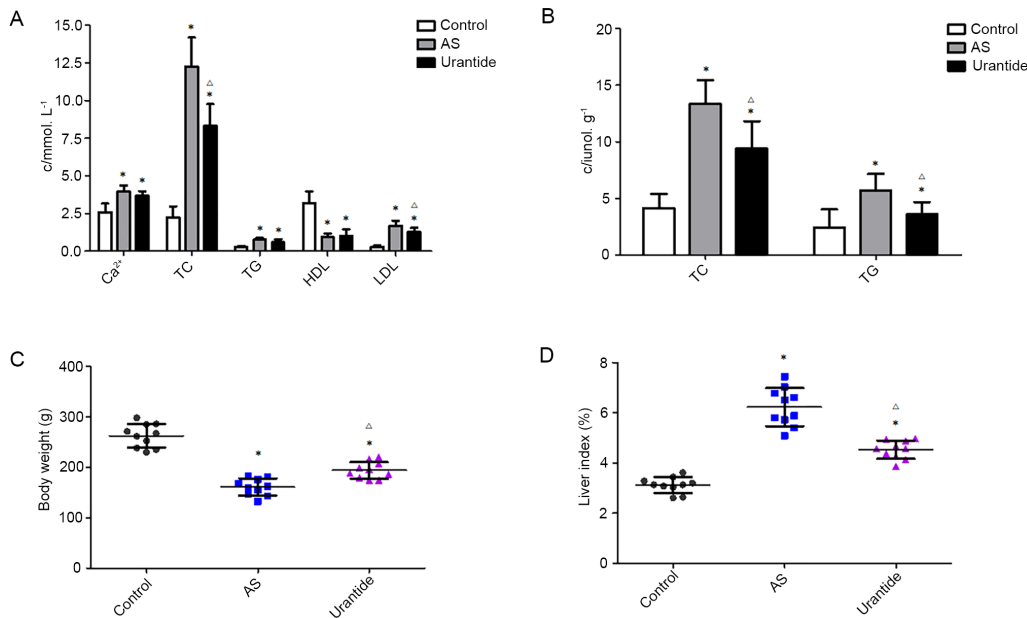 A
c/mmol. L-1
15.0
12.5
10.0
7.5
5.0
2.5
0.0
* * * △ * * * * * * △ *
Ca2+ TC TG HDL LDL
Control
AS
Urantide
B
c/iunol. g-1
20
15
10
5
0
* △ * * △ *
TC TG
Control
AS
Urantide
C
Body weight (g)
400
300
200
100
0
* △ *
Control AS Urantide
D
Liver index (%)
8
6
4
2
0
* △ *
Control AS Urantide